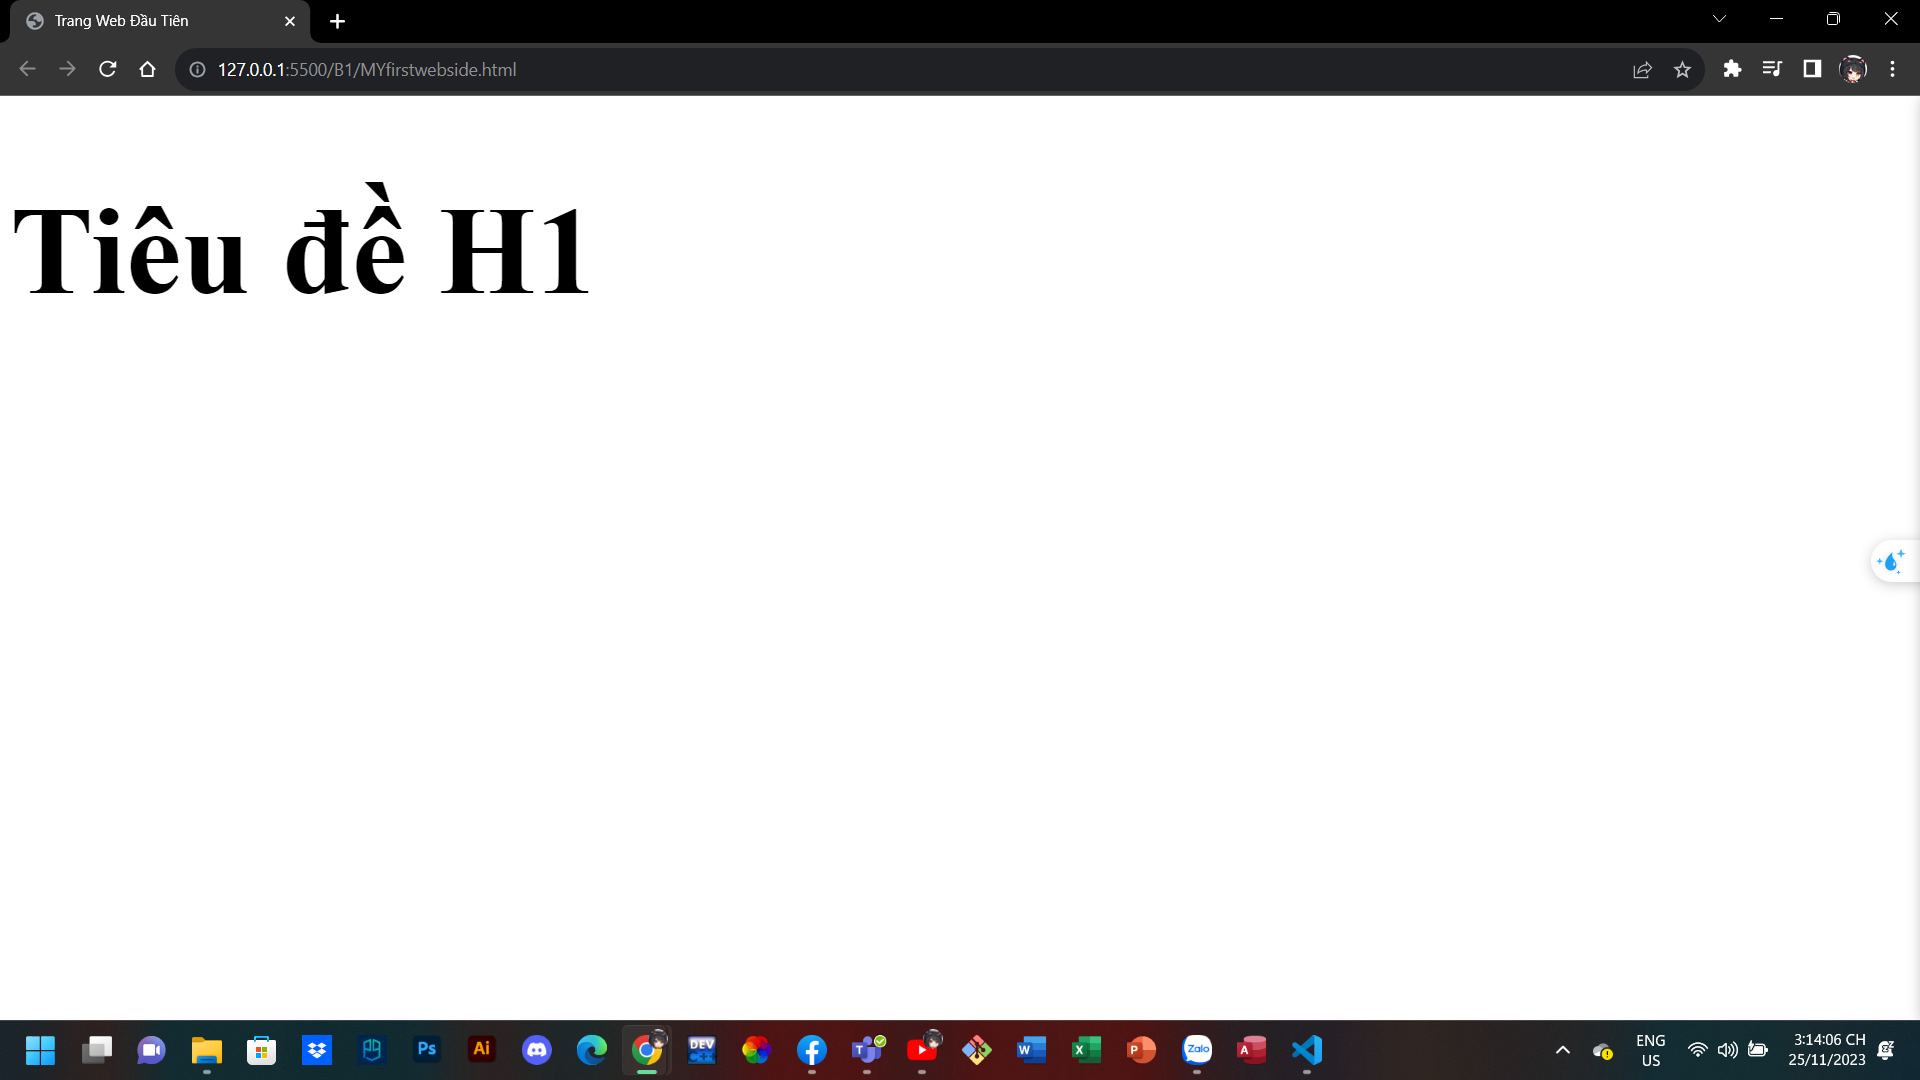 Trang Web Đầu Tiên
127.0.0.1:5500/B1/MYfirstwebside.html
Tiêu đề H1
Ps
Ai
DEV
C++
T
W
X
P
Zalo
A
ENG
US
3:14:06 CH
25/11/2023